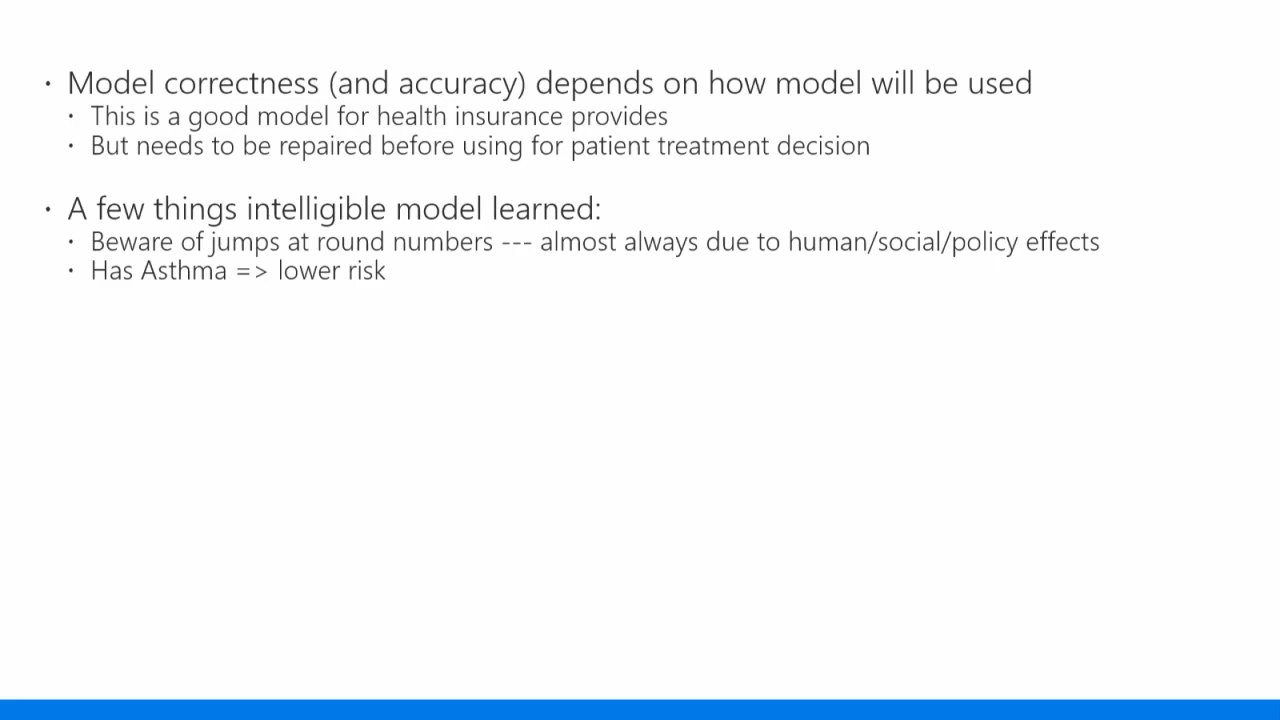 · Model correctness (and accuracy) depends on how model will be used
· This is a good model for health insurance provides
· But needs to be repaired before using for patient treatment decision
· A few things intelligible model learned:
· Beware of jumps at round numbers --- almost always due to human/social/policy effects
· Has Asthma => lower risk